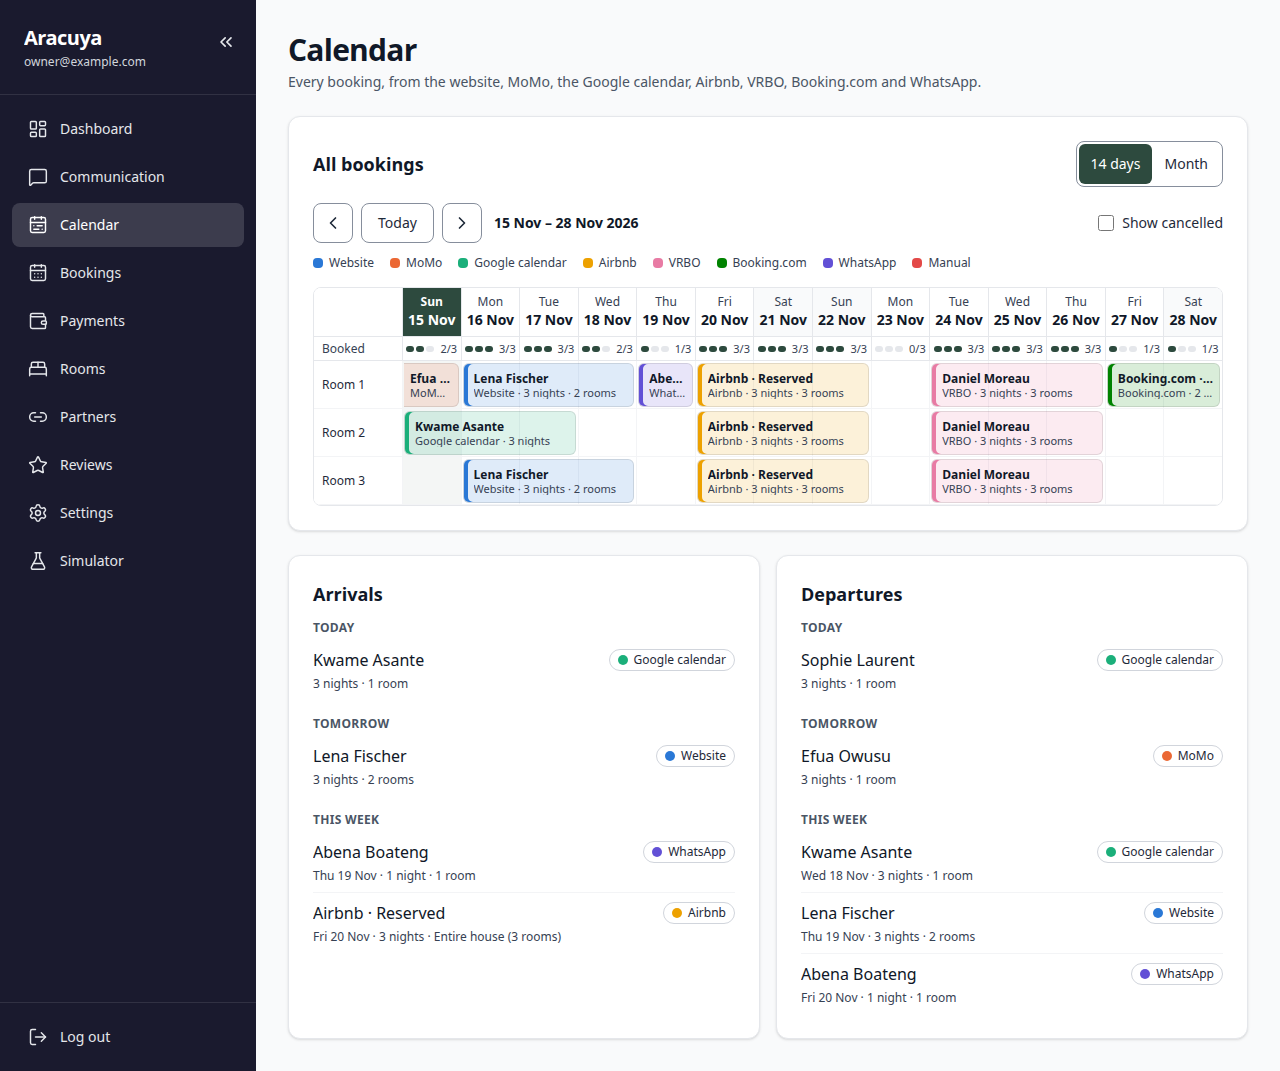 Aracuya
owner@example.com
Dashboard
Communication
Calendar
Bookings
Payments
Rooms
Partners
Reviews
Settings
Simulator
Log out
Calendar
Every booking, from the website, MoMo, the Google calendar, Airbnb, VRBO, Booking.com and WhatsApp.
All bookings
14 days Month
Today 15 Nov – 28 Nov 2026 Show cancelled
Website MoMo Google calendar Airbnb VRBO Booking.com WhatsApp Manual
Sun Mon Tue Wed Thu Fri Sat Sun Mon Tue Wed Thu Fri Sat
15 Nov 16 Nov 17 Nov 18 Nov 19 Nov 20 Nov 21 Nov 22 Nov 23 Nov 24 Nov 25 Nov 26 Nov 27 Nov 28 Nov
Booked 2/3 3/3 3/3 2/3 1/3 3/3 3/3 3/3 0/3 3/3 3/3 3/3 1/3 1/3
Room 1
Efua ... Lena Fischer Abe... Airbnb · Reserved Daniel Moreau Booking.com ·...
MoM... Website · 3 nights · 2 rooms What... Airbnb · 3 nights · 3 rooms VRBO · 3 nights · 3 rooms Booking.com · 2 ...
Room 2
Kwame Asante Airbnb · Reserved Daniel Moreau
Google calendar · 3 nights Airbnb · 3 nights · 3 rooms VRBO · 3 nights · 3 rooms
Room 3
Lena Fischer Airbnb · Reserved Daniel Moreau
Website · 3 nights · 2 rooms Airbnb · 3 nights · 3 rooms VRBO · 3 nights · 3 rooms
Arrivals
TODAY
Kwame Asante Google calendar
3 nights · 1 room
TOMORROW
Lena Fischer Website
3 nights · 2 rooms
THIS WEEK
Abena Boateng WhatsApp
Thu 19 Nov · 1 night · 1 room
Airbnb · Reserved Airbnb
Fri 20 Nov · 3 nights · Entire house (3 rooms)
Departures
TODAY
Sophie Laurent Google calendar
3 nights · 1 room
TOMORROW
Efua Owusu MoMo
3 nights · 1 room
THIS WEEK
Kwame Asante Google calendar
Wed 18 Nov · 3 nights · 1 room
Lena Fischer Website
Thu 19 Nov · 3 nights · 2 rooms
Abena Boateng WhatsApp
Fri 20 Nov · 1 night · 1 room